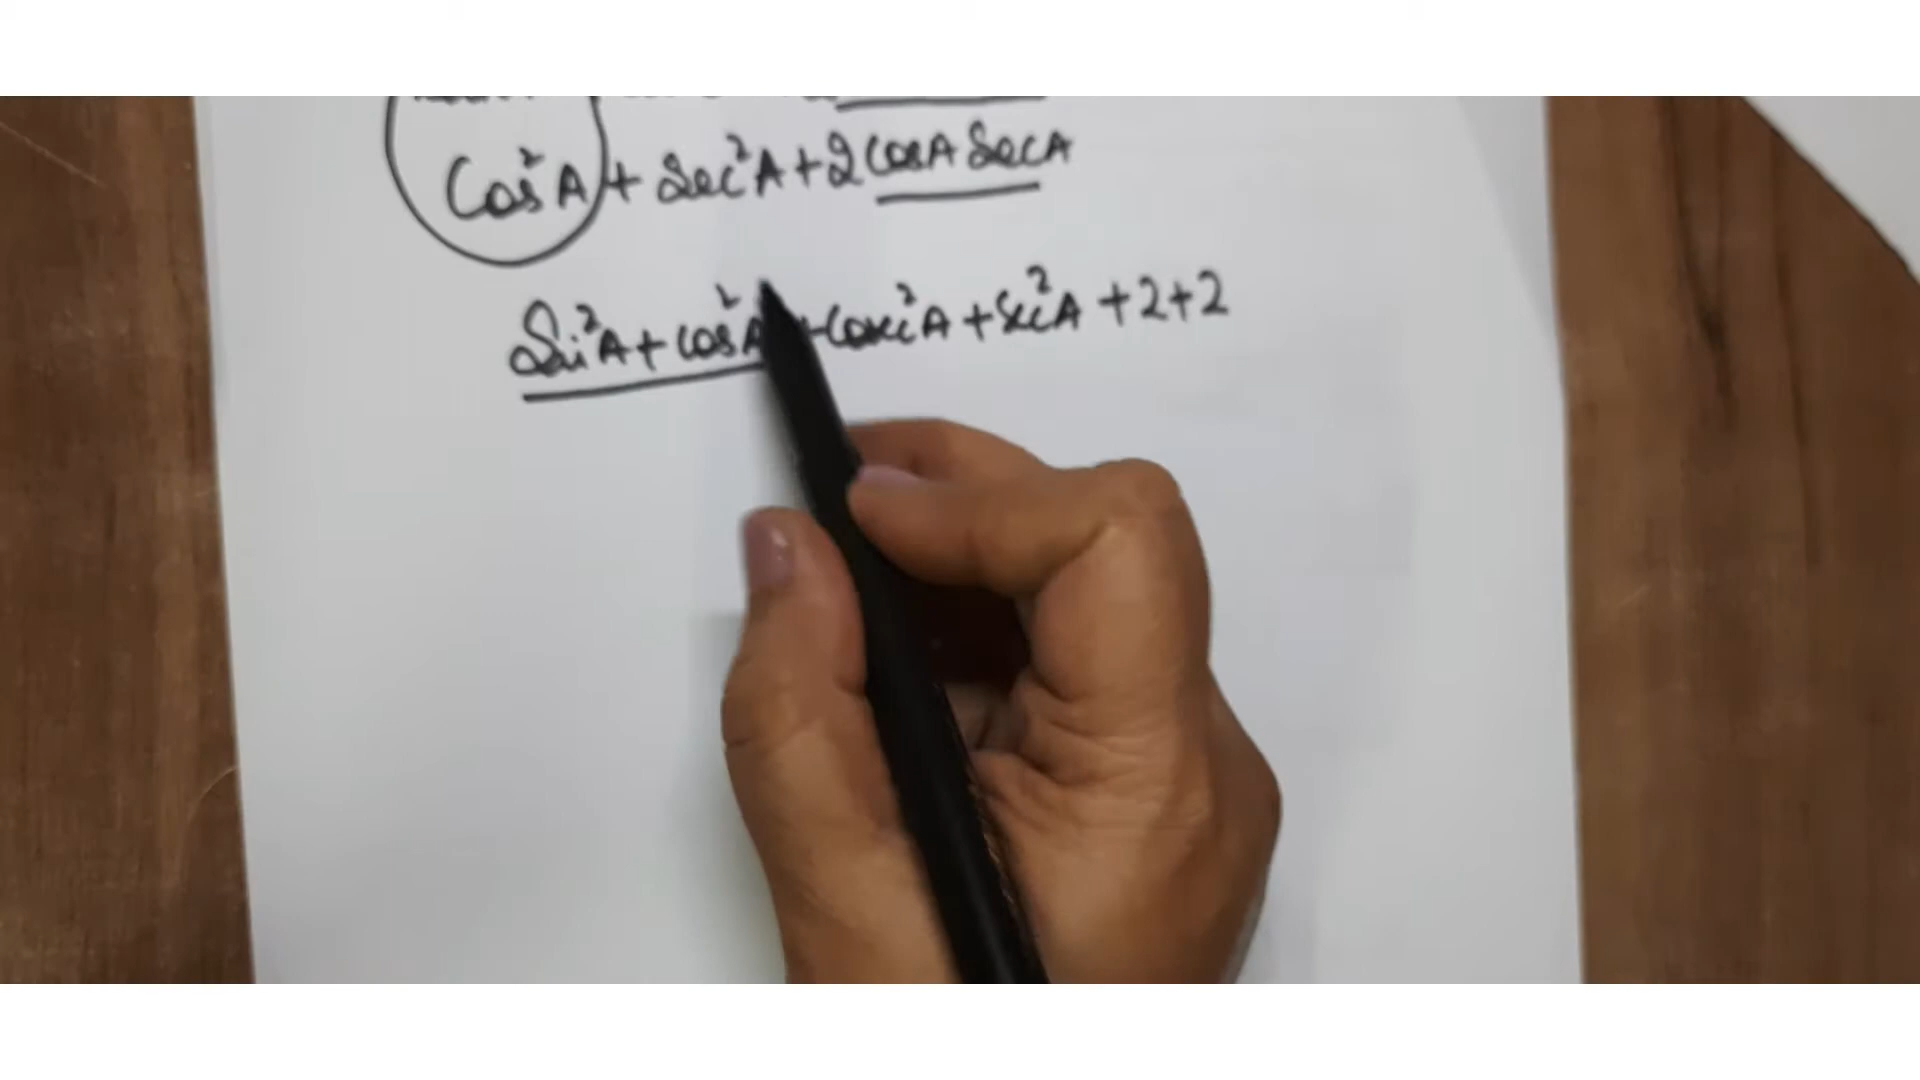 Cos²A + Sec²A + 2 CosA SecA
Sin²A + Cos²A + Cosec²A + Sec²A + 2 + 2